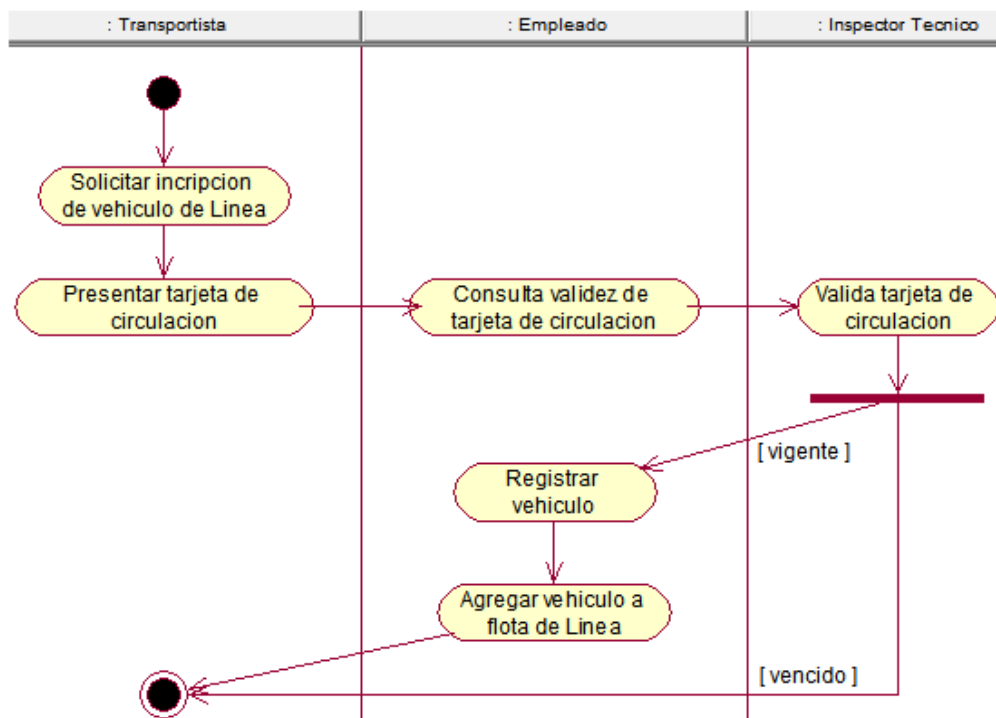 : Transportista
: Empleado
: Inspector Tecnico
Solicitar incripcion
de vehiculo de Linea
Presentar tarjeta de
circulacion
Consulta validez de
tarjeta de circulacion
Valida tarjeta de
circulacion
[ vigente ]
Registrar
vehiculo
Agregar vehiculo a
flota de Linea
[ vencido ]